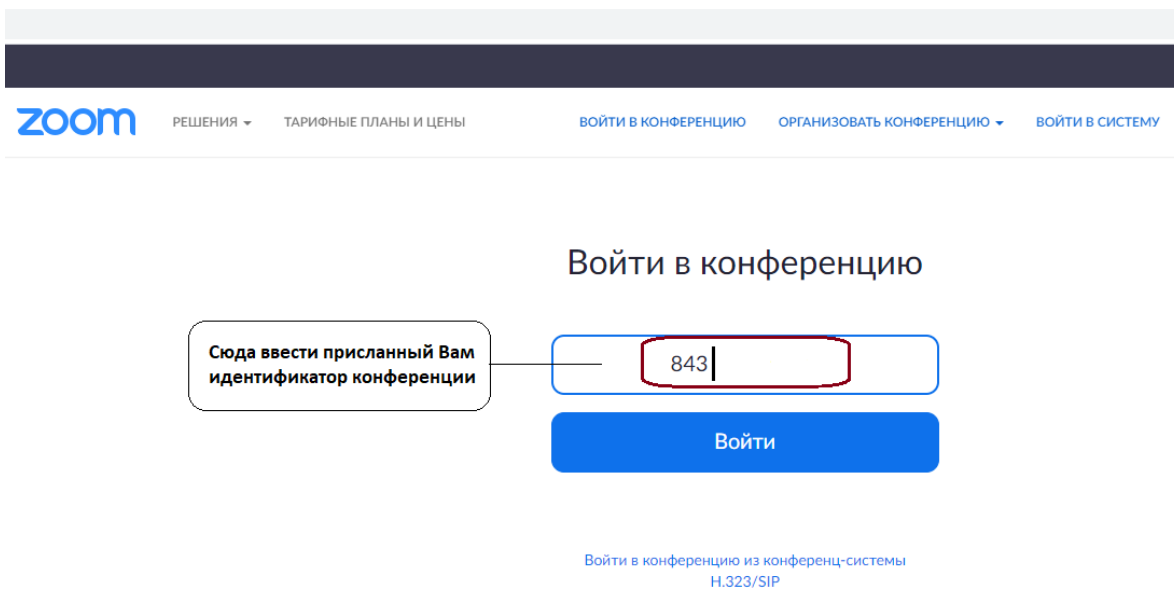 zoom РЕШЕНИЯ ТАРИФНЫЕ ПЛАНЫ И ЦЕНЫ ВОЙТИ В КОНФЕРЕНЦИЮ ОРГАНИЗОВАТЬ КОНФЕРЕНЦИЮ ВОЙТИ В СИСТЕМУ
Войти в конференцию
Сюда ввести присланный Вам
идентификатор конференции
843
Войти
Войти в конференцию из конференц-системы
H.323/SIP